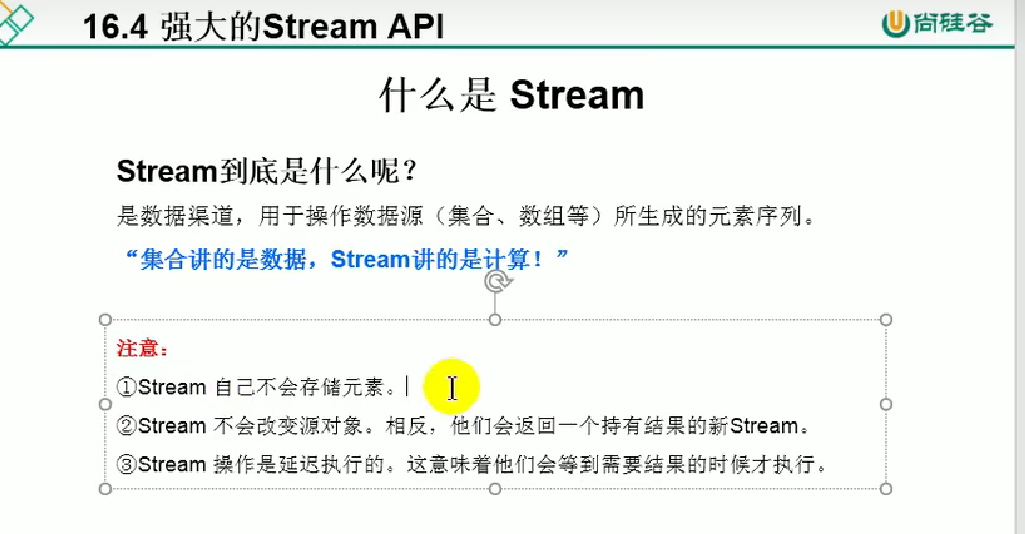 16.4 强大的Stream API
尚硅谷
什么是 Stream
Stream到底是什么呢？
是数据渠道，用于操作数据源（集合、数组等）所生成的元素序列。
“集合讲的是数据，Stream讲的是计算！”
注意：
①Stream 自己不会存储元素。
②Stream 不会改变源对象。相反，他们会返回一个持有结果的新Stream。
③Stream 操作是延迟执行的。这意味着他们会等到需要结果的时候才执行。